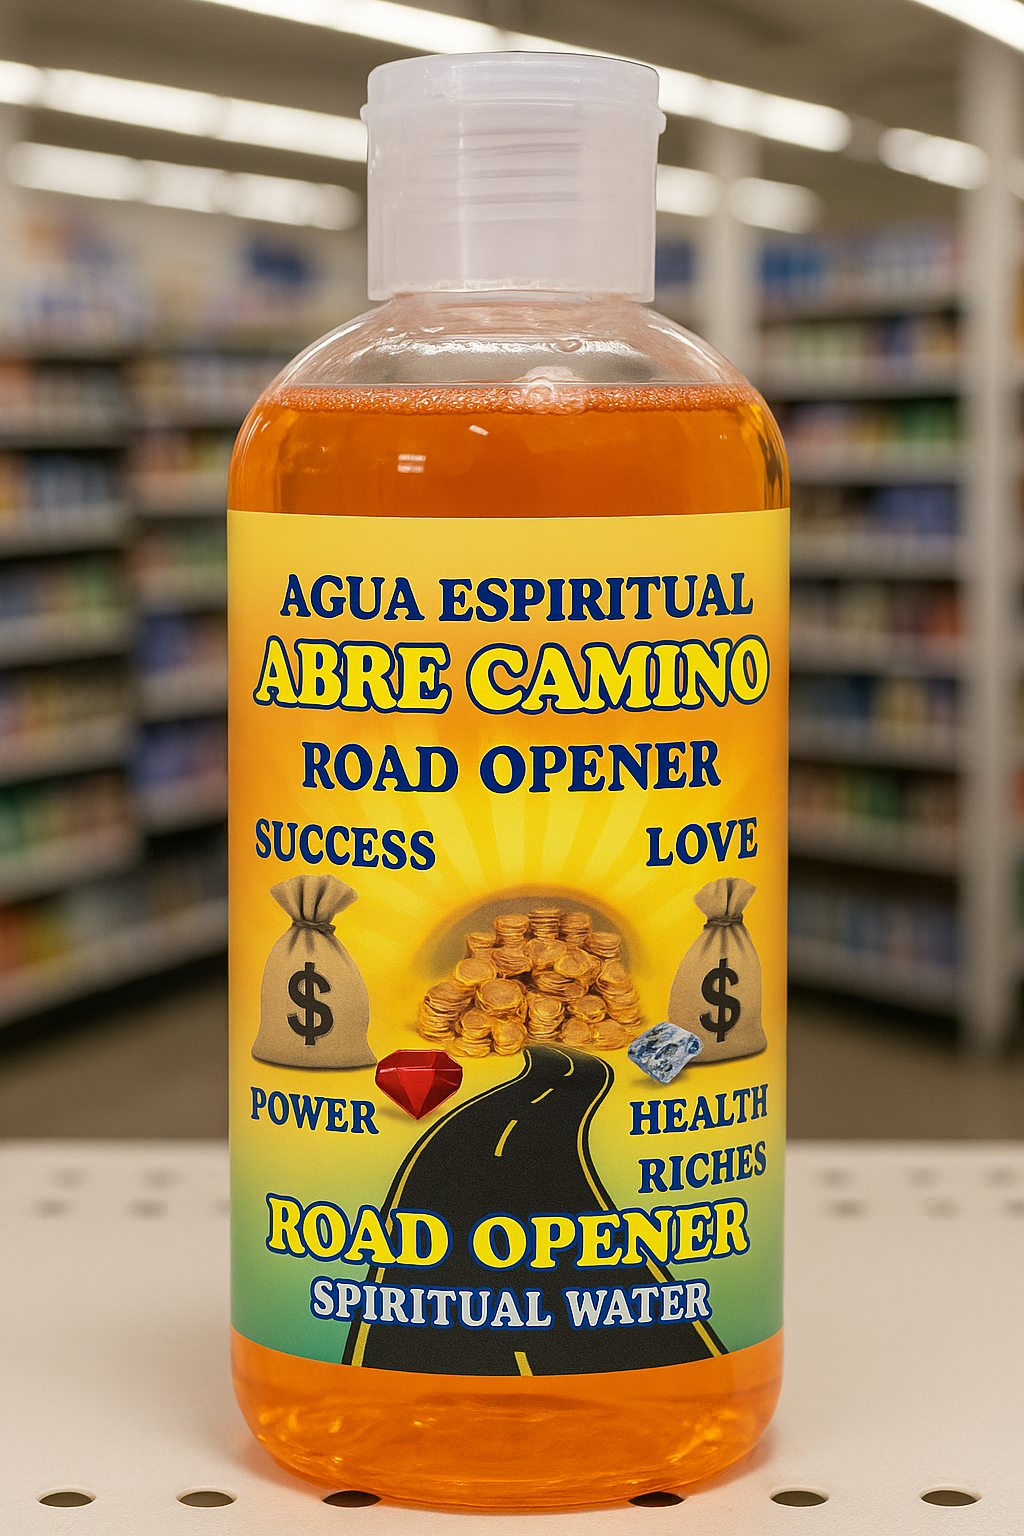 AGUA ESPIRITUAL
ABRE CAMINO
ROAD OPENER
SUCCESS
LOVE
$
$
POWER
HEALTH
RICHES
ROAD OPENER
SPIRITUAL WATER